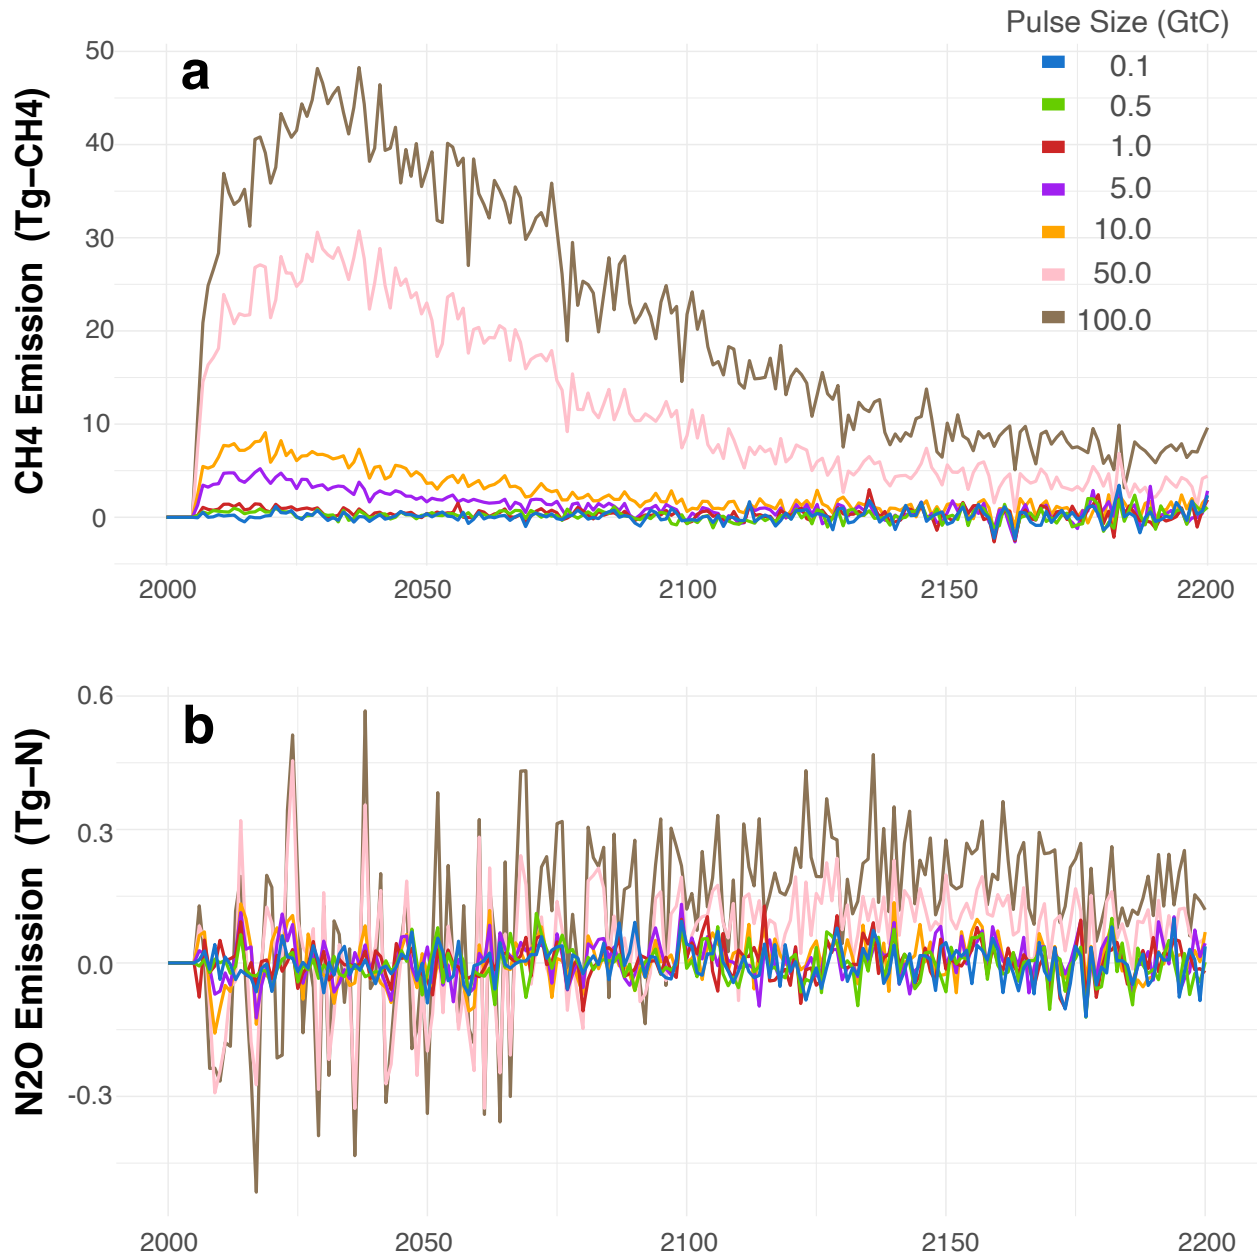 Pulse Size (GtC)
0.1
0.5
1.0
5.0
10.0
50.0
100.0
a
CH4 Emission (Tg−CH4)
50
40
30
20
10
0
2000 2050 2100 2150 2200
b
N2O Emission (Tg−N)
0.6
0.3
0.0
-0.3
2000 2050 2100 2150 2200